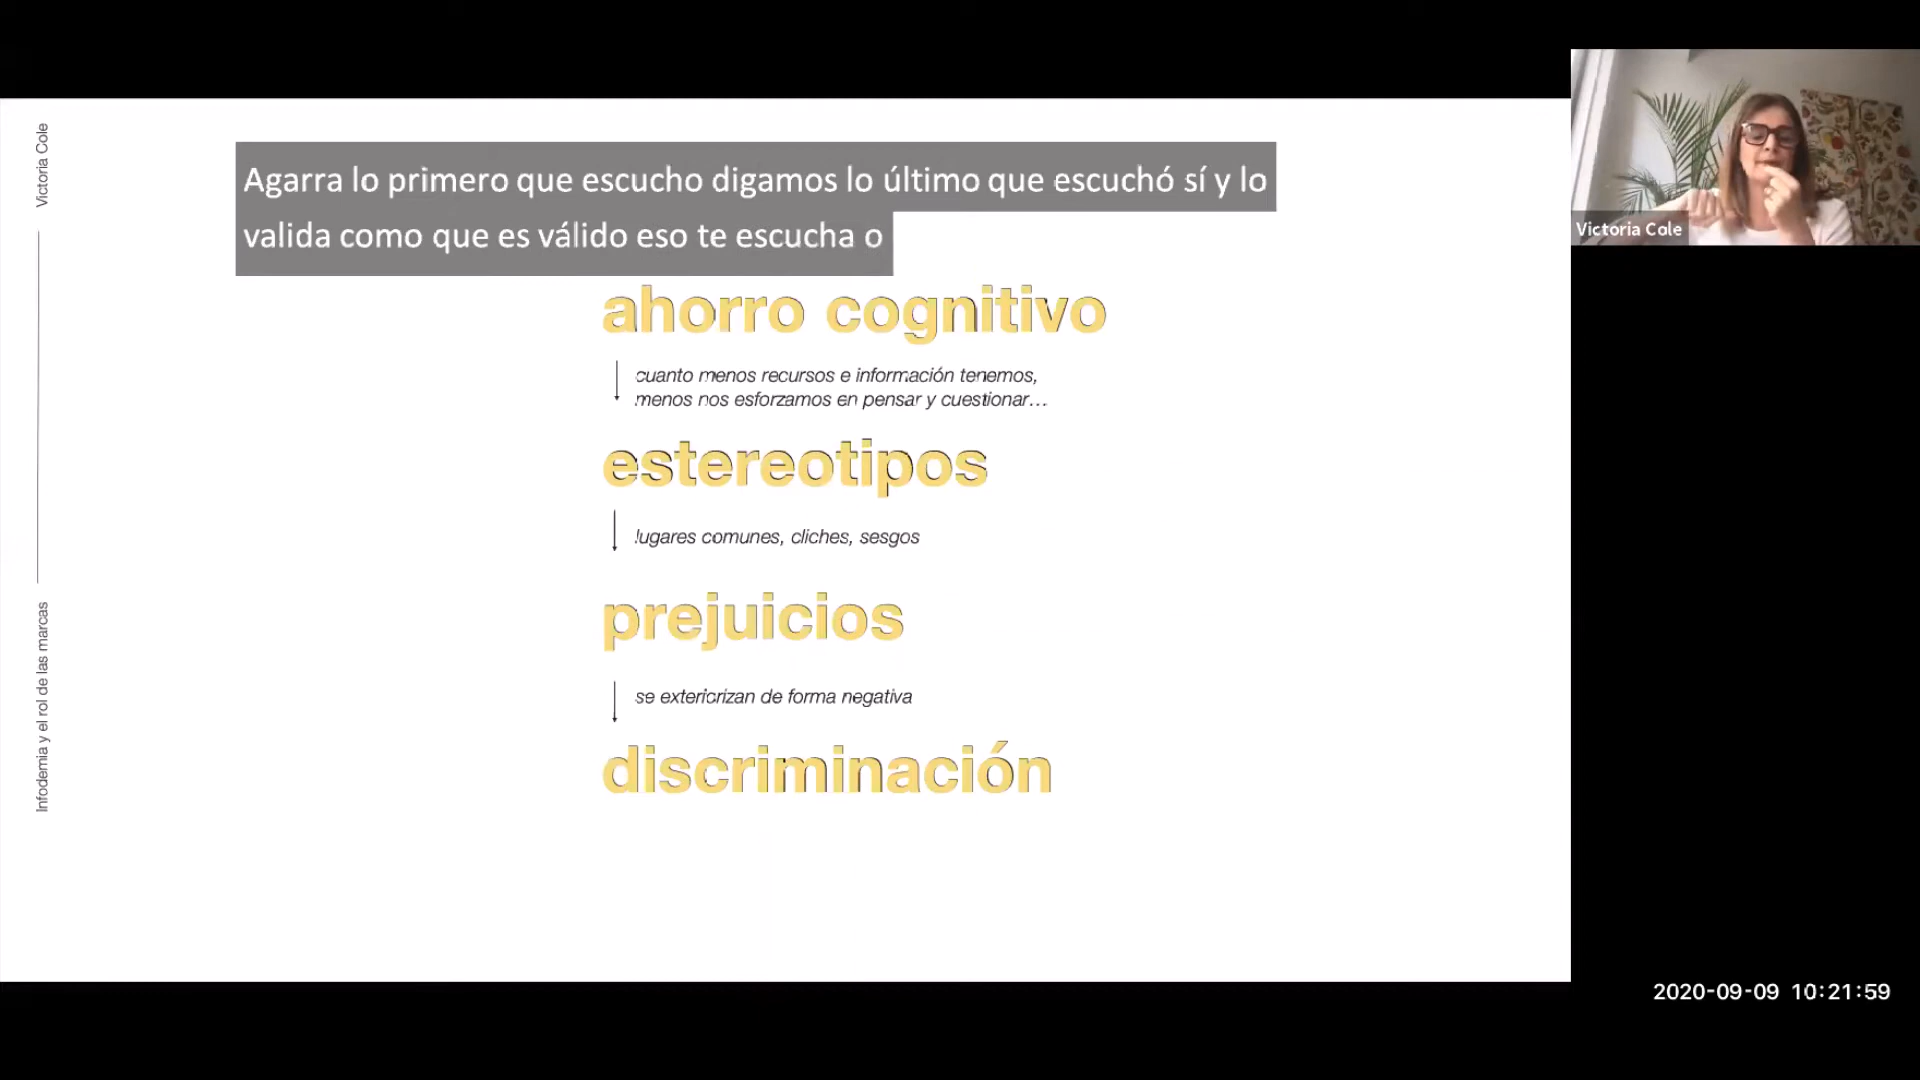 Victoria Cole
Infodemia y el rol de las marcas
Agarra lo primero que escucho digamos lo último que escuchó sí y lo
valida como que es válido eso te escucha o
ahorro cognitivo
cuanto menos recursos e información tenemos,
menos nos esforzamos en pensar y cuestionar...
estereotipos
lugares comunes, cliches, sesgos
prejuicios
se exteriorizan de forma negativa
discriminación
Victoria Cole
2020-09-09 10:21:59